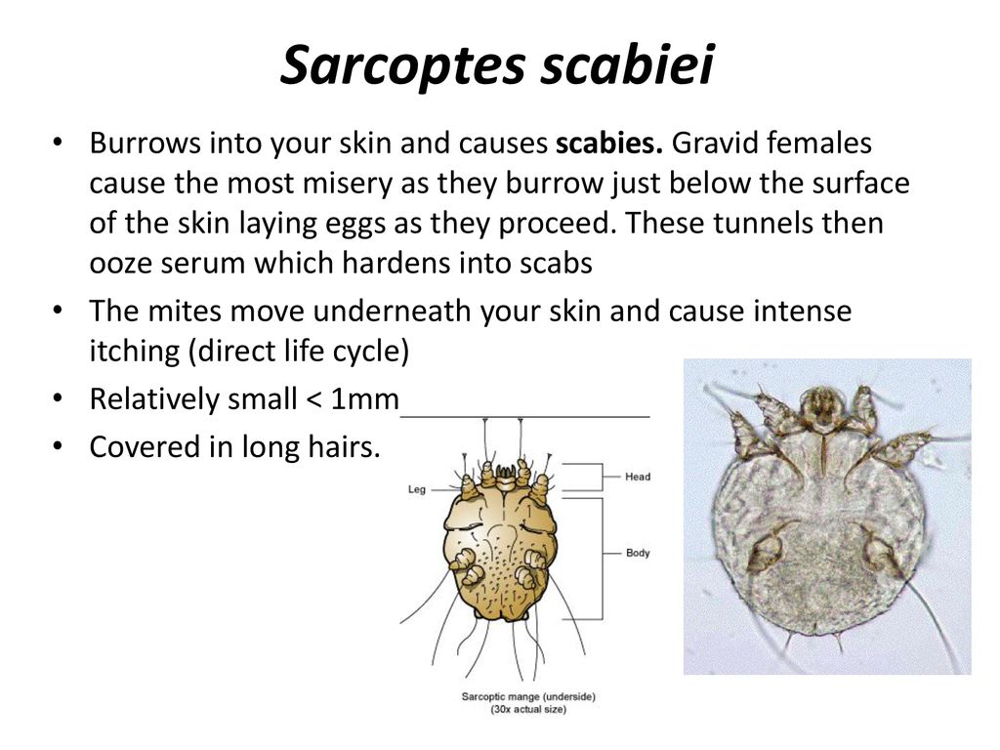 Sarcoptes scabiei
• Burrows into your skin and causes scabies. Gravid females
cause the most misery as they burrow just below the surface
of the skin laying eggs as they proceed. These tunnels then
ooze serum which hardens into scabs
• The mites move underneath your skin and cause intense
itching (direct life cycle)
• Relatively small < 1mm
• Covered in long hairs.
Head
Leg
Body
Sarcoptic mange (underside)
(30x actual size)